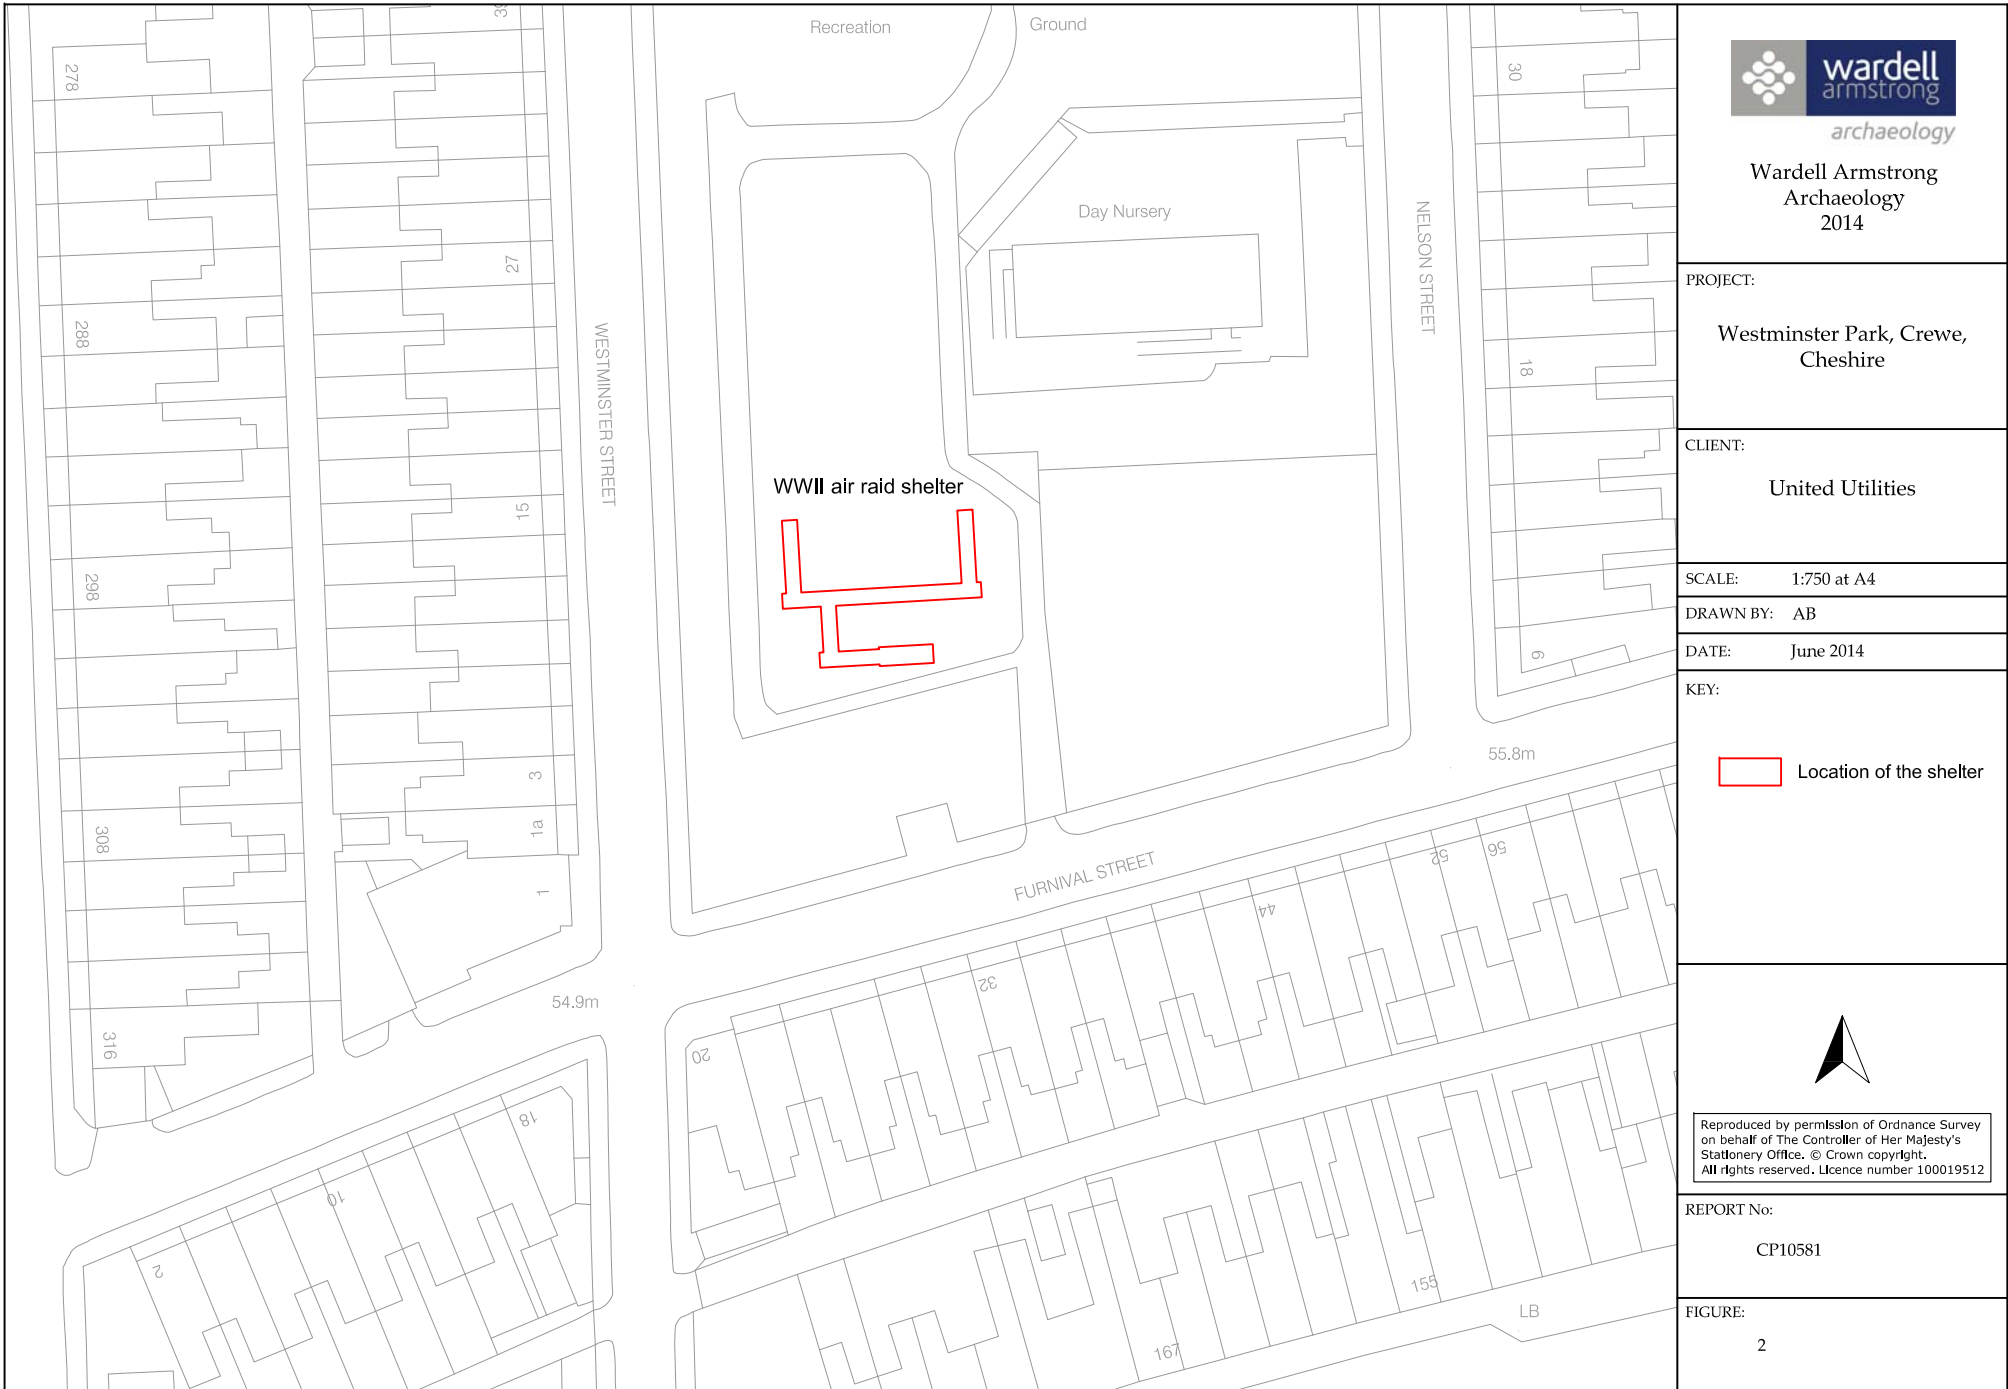 Recreation
Ground
278
39
30
Day Nursery
27
NELSON STREET
288
WESTMINSTER STREET
18
WWII air raid shelter
15
298
6
55.8m
3
308
1a
1
FURNIVAL STREET
52
56
44
32
54.9m
316
20
18
10
2
155
LB
167
wardell
armstrong
archaeology
Wardell Armstrong
Archaeology
2014
PROJECT:
Westminster Park, Crewe,
Cheshire
CLIENT:
United Utilities
SCALE: 1:750 at A4
DRAWN BY: AB
DATE: June 2014
KEY:
Location of the shelter
Reproduced by permission of Ordnance Survey
on behalf of The Controller of Her Majesty's
Stationery Office. © Crown copyright.
All rights reserved. Licence number 100019512
REPORT No:
CP10581
FIGURE:
2